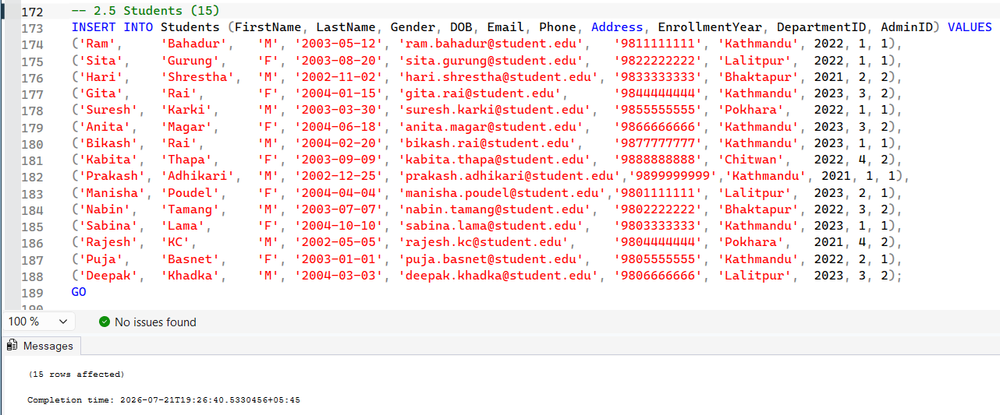 172 -- 2.5 Students (15)
173 INSERT INTO Students (FirstName, LastName, Gender, DOB, Email, Phone, Address, EnrollmentYear, DepartmentID, AdminID) VALUES
174 ('Ram', 'Bahadur', 'M', '2003-05-12', 'ram.bahadur@student.edu', '9811111111', 'Kathmandu', 2022, 1, 1),
175 ('Sita', 'Gurung', 'F', '2003-08-20', 'sita.gurung@student.edu', '9822222222', 'Lalitpur', 2022, 1, 1),
176 ('Hari', 'Shrestha', 'M', '2002-11-02', 'hari.shrestha@student.edu', '9833333333', 'Bhaktapur', 2021, 2, 2),
177 ('Gita', 'Rai', 'F', '2004-01-15', 'gita.rai@student.edu', '9844444444', 'Kathmandu', 2023, 3, 2),
178 ('Suresh', 'Karki', 'M', '2003-03-30', 'suresh.karki@student.edu', '9855555555', 'Pokhara', 2022, 1, 1),
179 ('Anita', 'Magar', 'F', '2004-06-18', 'anita.magar@student.edu', '9866666666', 'Kathmandu', 2023, 3, 2),
180 ('Bikash', 'Rai', 'M', '2004-02-20', 'bikash.rai@student.edu', '9877777777', 'Kathmandu', 2023, 1, 1),
181 ('Kabita', 'Thapa', 'F', '2003-09-09', 'kabita.thapa@student.edu', '9888888888', 'Chitwan', 2022, 4, 2),
182 ('Prakash', 'Adhikari', 'M', '2002-12-25', 'prakash.adhikari@student.edu','9899999999','Kathmandu', 2021, 1, 1),
183 ('Manisha', 'Poudel', 'F', '2004-04-04', 'manisha.poudel@student.edu','9801111111', 'Lalitpur', 2023, 2, 1),
184 ('Nabin', 'Tamang', 'M', '2003-07-07', 'nabin.tamang@student.edu', '9802222222', 'Bhaktapur', 2022, 3, 2),
185 ('Sabina', 'Lama', 'F', '2004-10-10', 'sabina.lama@student.edu', '9803333333', 'Kathmandu', 2023, 1, 1),
186 ('Rajesh', 'KC', 'M', '2002-05-05', 'rajesh.kc@student.edu', '9804444444', 'Pokhara', 2021, 4, 2),
187 ('Puja', 'Basnet', 'F', '2003-01-01', 'puja.basnet@student.edu', '9805555555', 'Kathmandu', 2022, 2, 1),
188 ('Deepak', 'Khadka', 'M', '2004-03-03', 'deepak.khadka@student.edu', '9806666666', 'Lalitpur', 2023, 3, 2);
189 GO
190
100 % No issues found
Messages
(15 rows affected)
Completion time: 2026-07-21T19:26:40.5330456+05:45